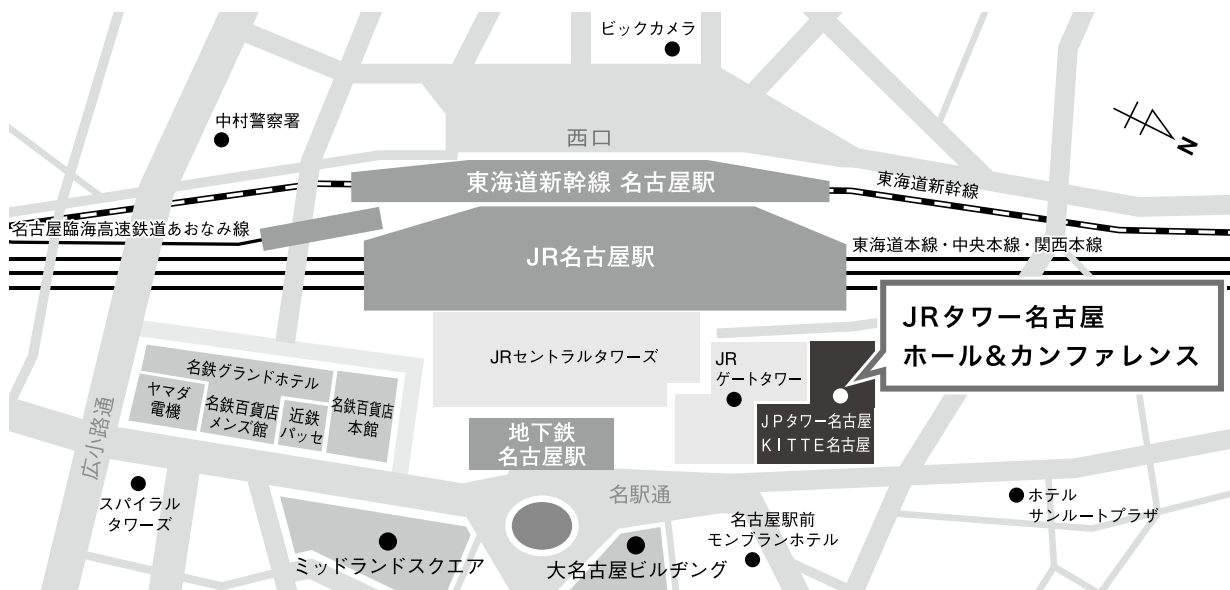 ビックカメラ
中村警察署
西口
N
東海道新幹線 名古屋駅
東海道新幹線
名古屋臨海高速鉄道あおなみ線
JR名古屋駅
東海道本線・中央本線・関西本線
JRタワー名古屋
ホール&カンファレンス
JRセントラルタワーズ
JR
ゲートタワー
名鉄グランドホテル
ヤマダ
電機
名鉄百貨店
メンズ館
近鉄
パッセ
名鉄百貨店
本館
JPタワー名古屋
KITTE名古屋
地下鉄
名古屋駅
広小路通
名駅通
スパイラル
タワーズ
ホテル
サンルートプラザ
名古屋駅前
モンブランホテル
ミッドランドスクエア
大名古屋ビルヂング